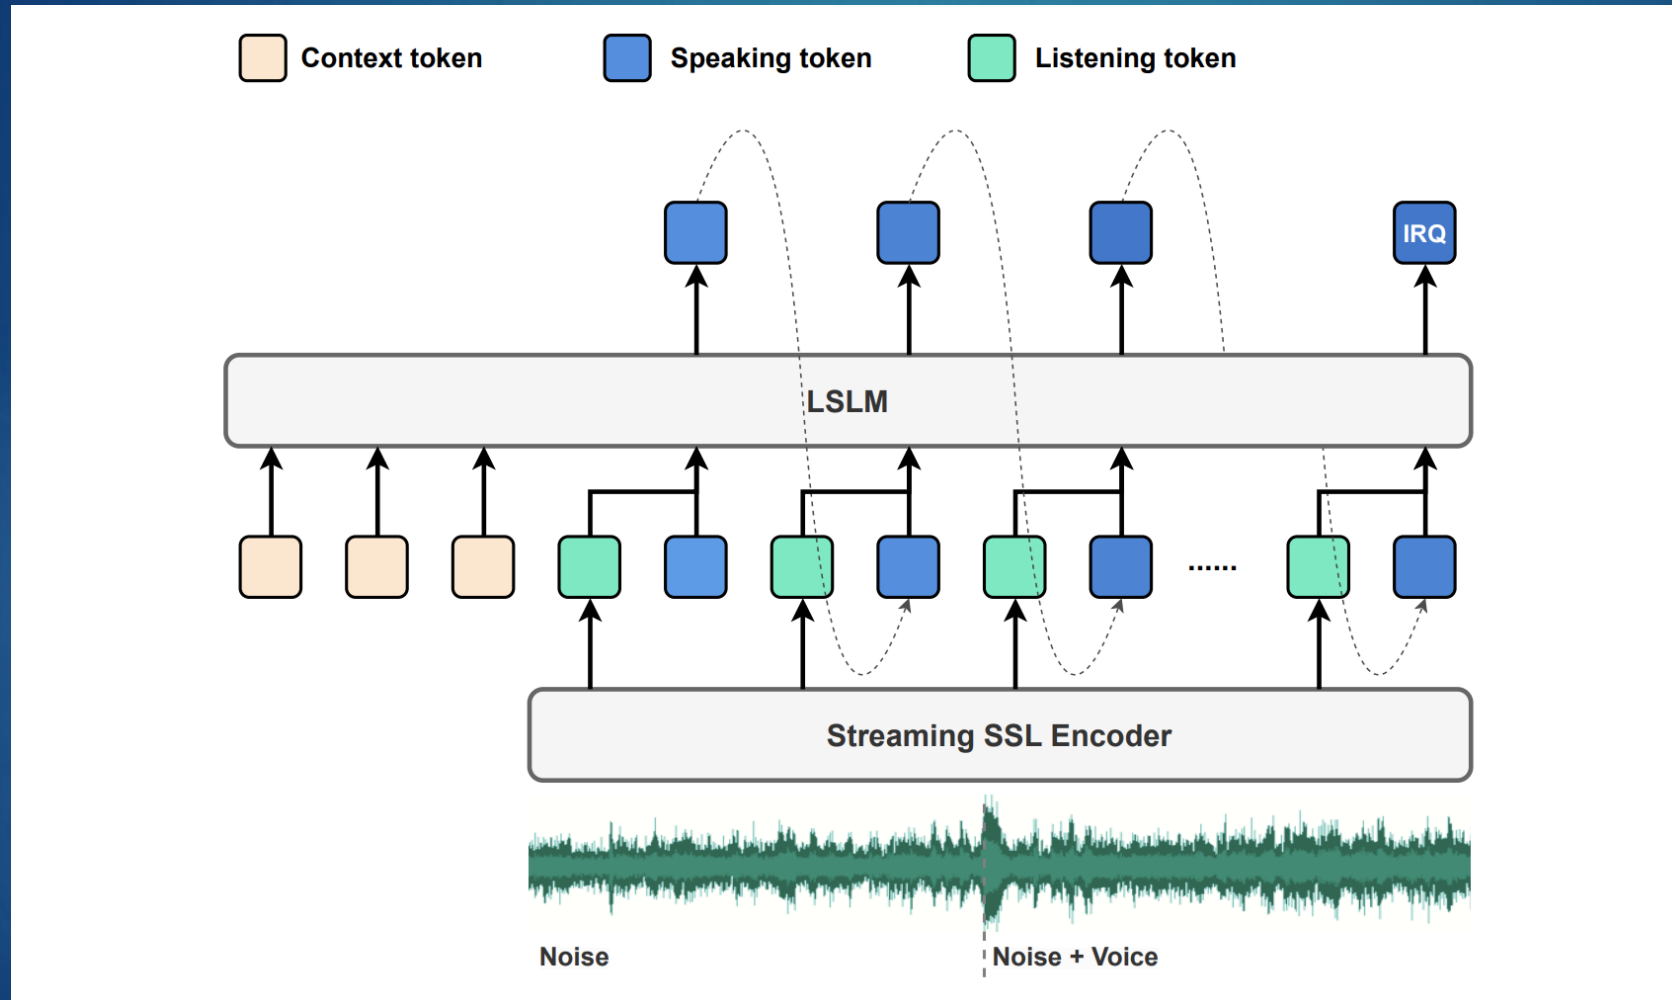 Context token
Speaking token
Listening token
IRQ
LSLM
......
Streaming SSL Encoder
Noise
Noise + Voice